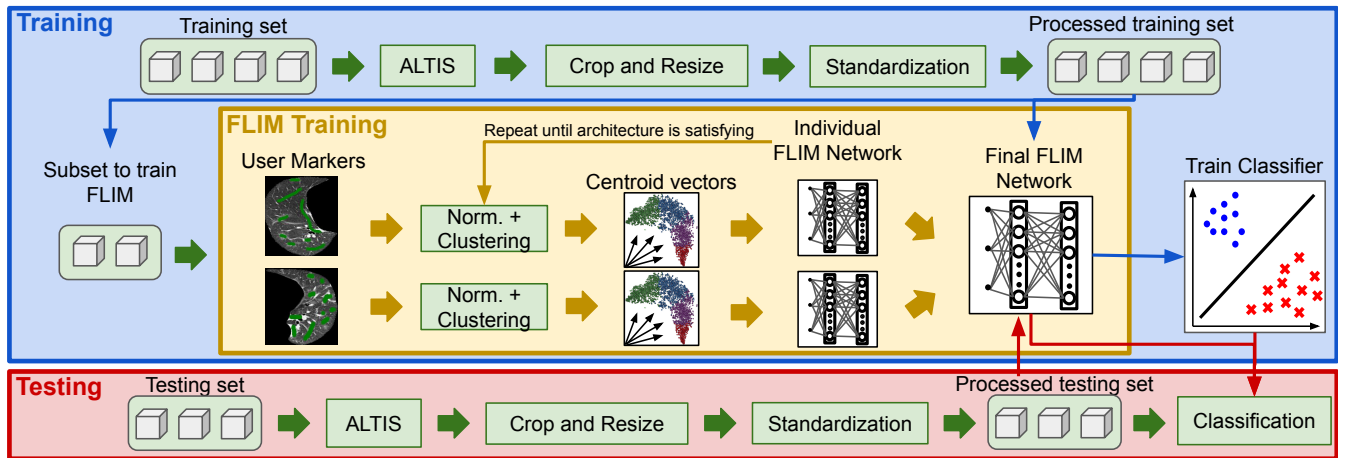 Training
Training set
Processed training set
ALTIS
Crop and Resize
Standardization
FLIM Training
Repeat until architecture is satisfying
Individual
FLIM Network
User Markers
Subset to train
FLIM
Centroid vectors
Final FLIM
Network
Train Classifier
Norm. +
Clustering
Norm. +
Clustering
Testing
Testing set
Processed testing set
ALTIS
Crop and Resize
Standardization
Classification